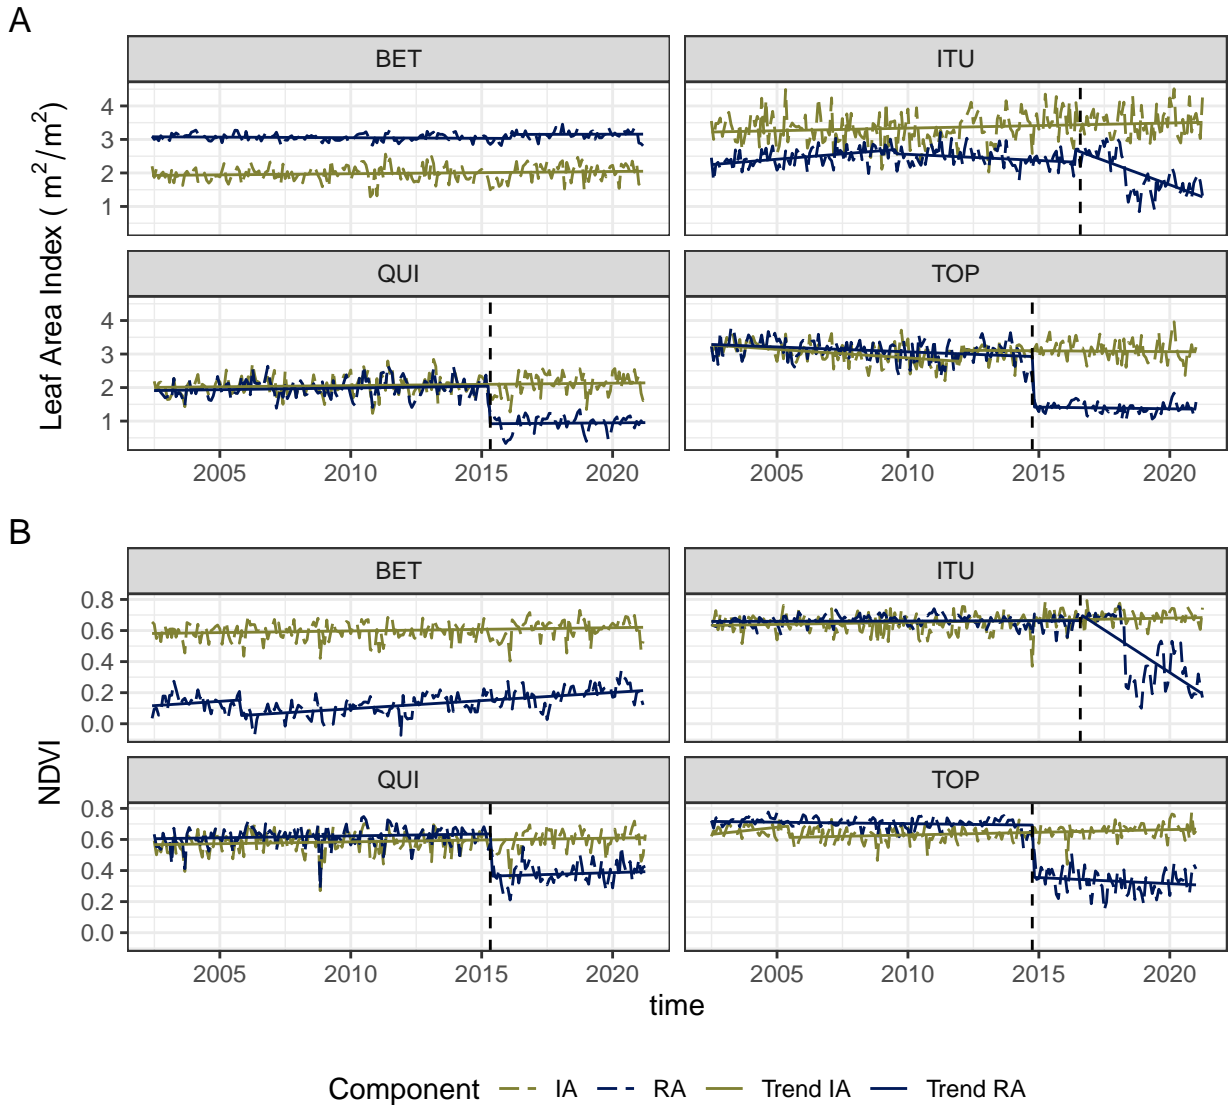 A
BET
ITU
4
3
2
1
QUI
TOP
4
3
2
1
Leaf Area Index ( m²/m²)
2005
2010
2015
2020
2005
2010
2015
2020
B
BET
ITU
0.8
0.6
0.4
0.2
0.0
QUI
TOP
0.8
0.6
0.4
0.2
0.0
NDVI
2005
2010
2015
2020
2005
2010
2015
2020
time
Component IA RA Trend IA Trend RA